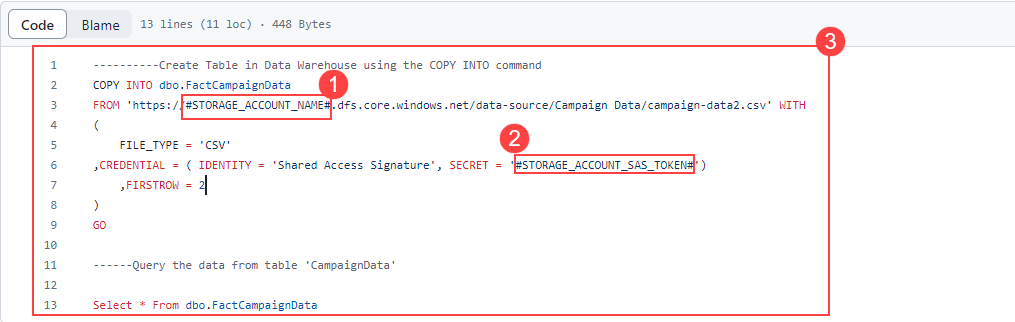 Code Blame 13 lines (11 loc) · 448 Bytes
3
1 ----------Create Table in Data Warehouse using the COPY INTO command
2 COPY INTO dbo.FactCampaignData
1
3 FROM 'https://#STORAGE_ACCOUNT_NAME#.dfs.core.windows.net/data-source/Campaign Data/campaign-data2.csv' WITH
4 (
2
5 FILE_TYPE = 'CSV'
6 ,CREDENTIAL = ( IDENTITY = 'Shared Access Signature', SECRET = '#STORAGE_ACCOUNT_SAS_TOKEN#')
7 ,FIRSTROW = 2
8 )
9 GO
10
11 ------Query the data from table 'CampaignData'
12
13 Select * From dbo.FactCampaignData